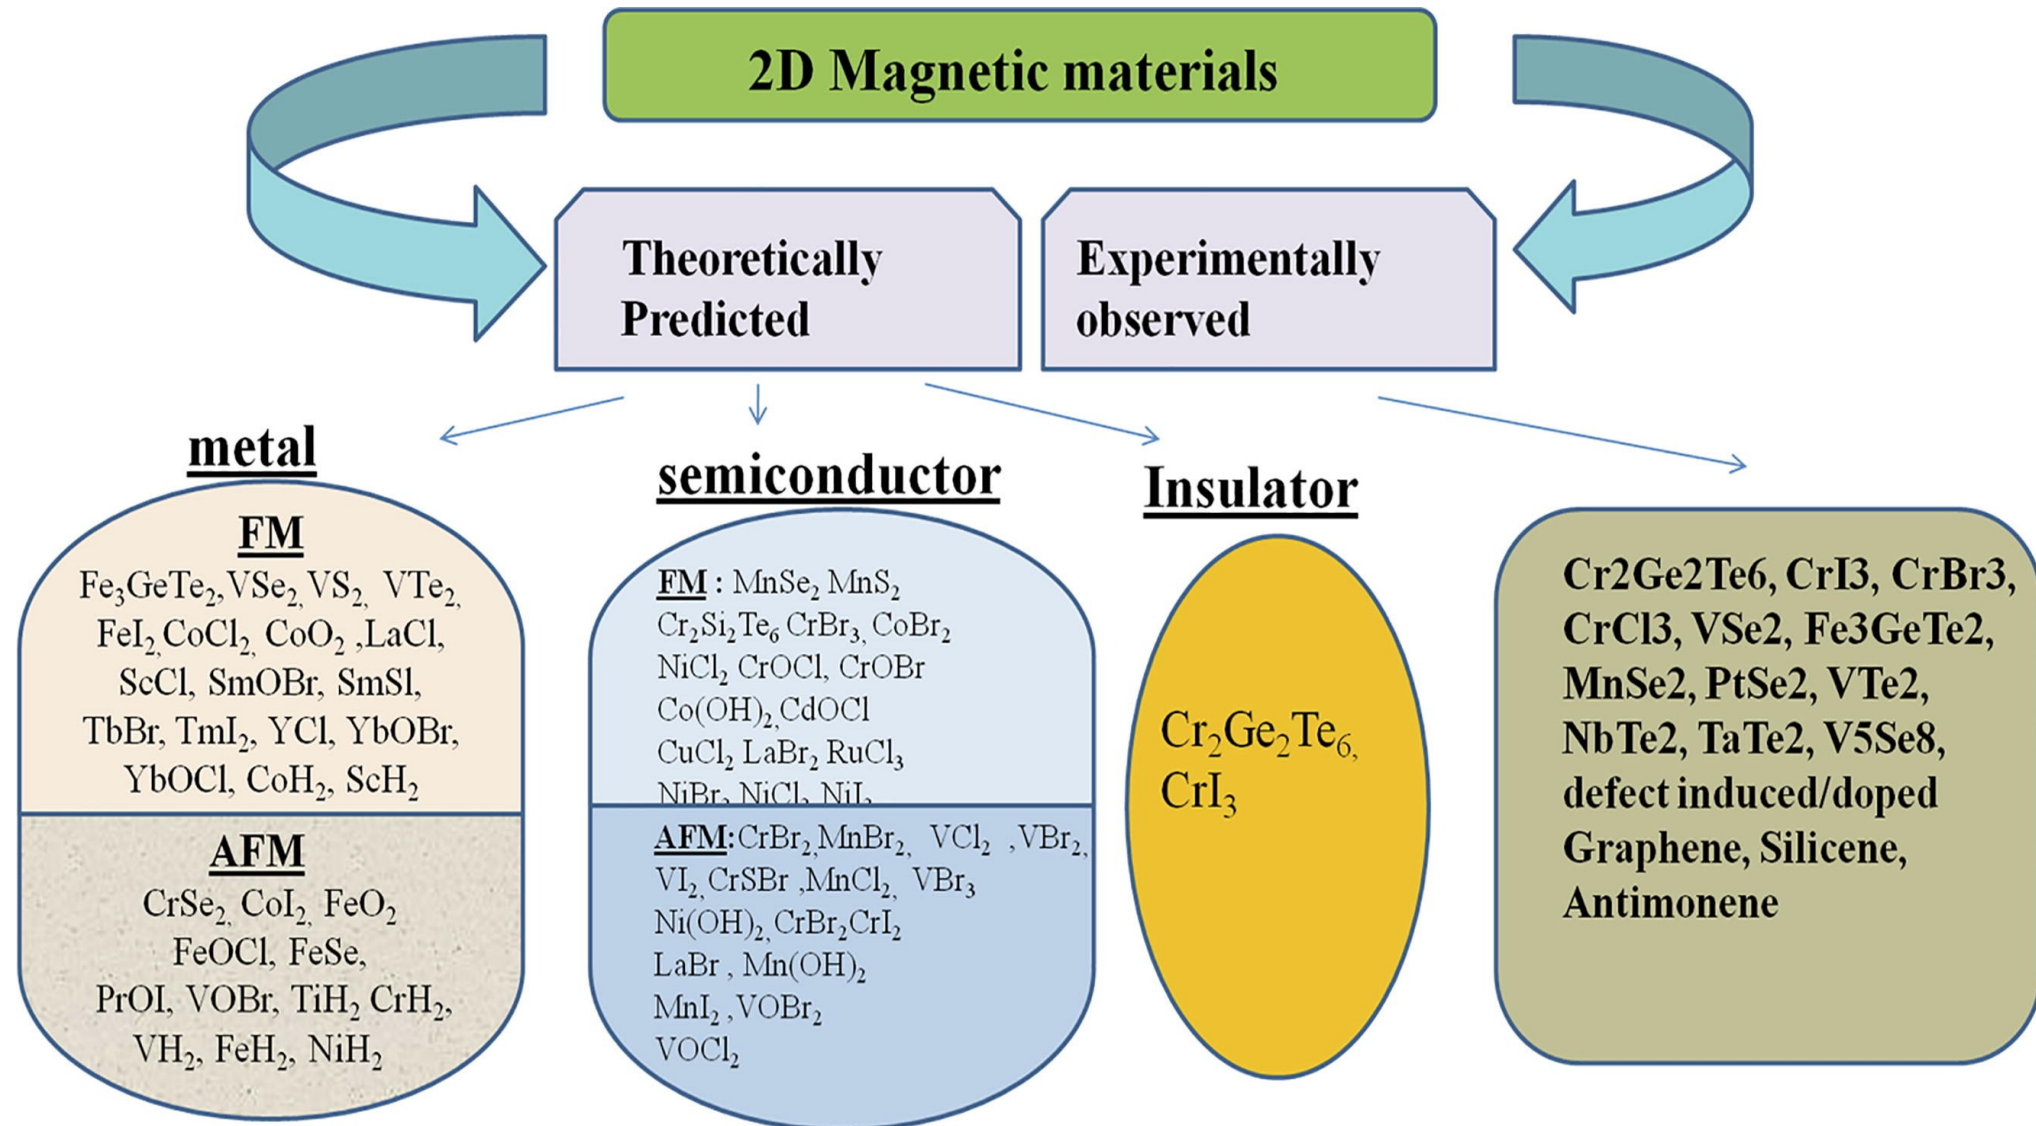 2D Magnetic materials
Theoretically
Predicted
Experimentally
observed
metal
FM
Fe₃GeTe₂, VSe₂, VS₂, VTe₂,
FeI₂, CoCl₂, CoO₂ ,LaCl,
ScCl, SmOBr, SmSl,
TbBr, TmI₂, YCl, YbOBr,
YbOCl, CoH₂, ScH₂
AFM
CrSe₂, CoI₂, FeO₂
FeOCl, FeSe,
PrOI, VOBr, TiH₂ CrH₂,
VH₂, FeH₂, NiH₂
semiconductor
FM : MnSe₂ MnS₂
Cr₂Si₂Te₆ CrBr₃, CoBr₂
NiCl₂ CrOCl, CrOBr
Co(OH)₂, CdOCl
CuCl₂ LaBr₂ RuCl₃
NiBr₂ NiCl₂ NiI₂
AFM:CrBr₂, MnBr₂, VCl₂ ,VBr₂,
VI₂, CrSBr ,MnCl₂, VBr₃
Ni(OH)₂, CrBr₂CrI₂
LaBr , Mn(OH)₂
MnI₂ ,VOBr₂
VOCl₂
Insulator
Cr₂Ge₂Te₆,
CrI₃
Cr2Ge2Te6, CrI3, CrBr3,
CrCl3, VSe2, Fe3GeTe2,
MnSe2, PtSe2, VTe2,
NbTe2, TaTe2, V5Se8,
defect induced/doped
Graphene, Silicene,
Antimonene